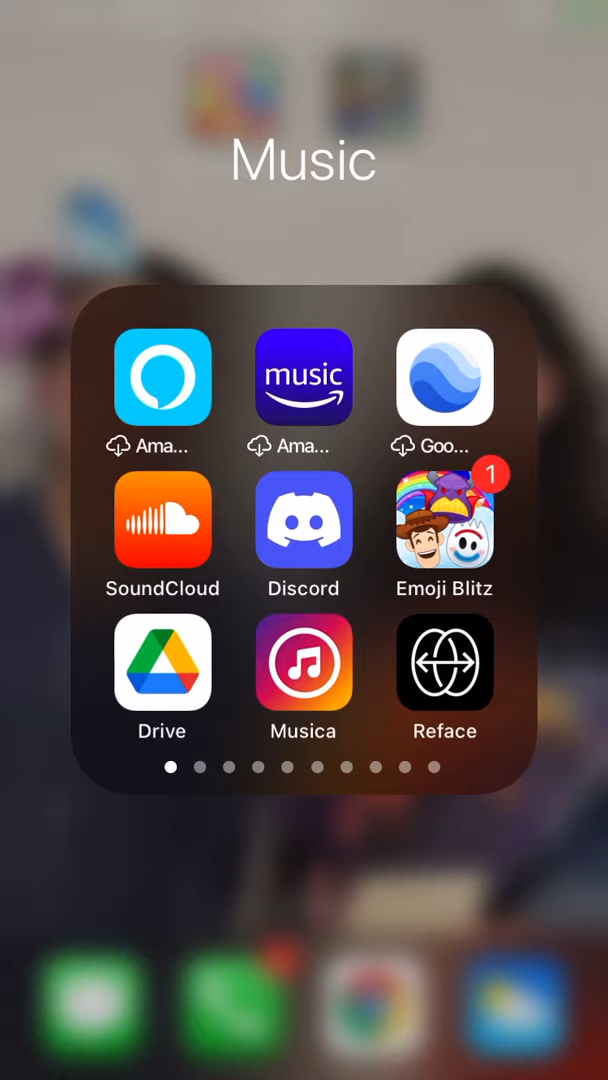 Music
music
Ama...
Ama...
Goo...
1
SoundCloud
Discord
Emoji Blitz
Drive
Musica
Reface